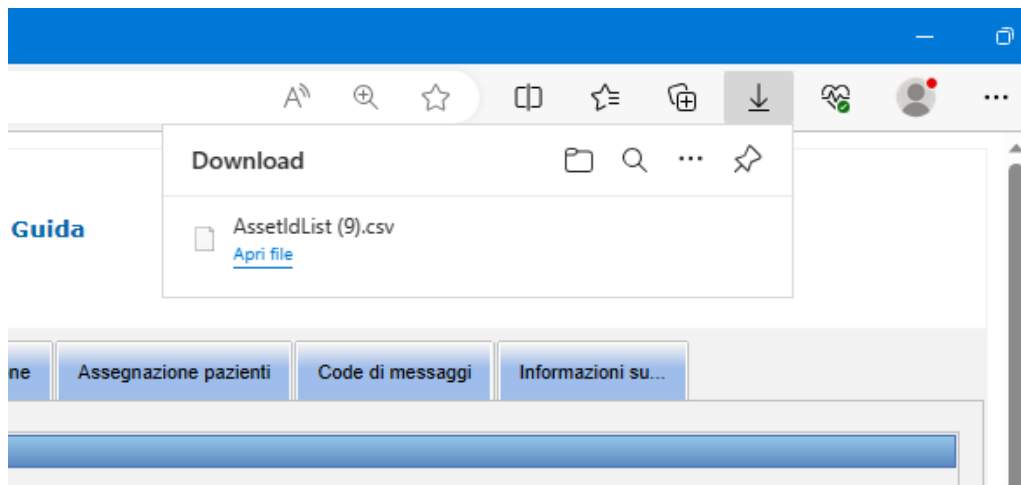 Download
Guida
AssetIdList (9).csv
Apri file
ne
Assegnazione pazienti
Code di messaggi
Informazioni su...